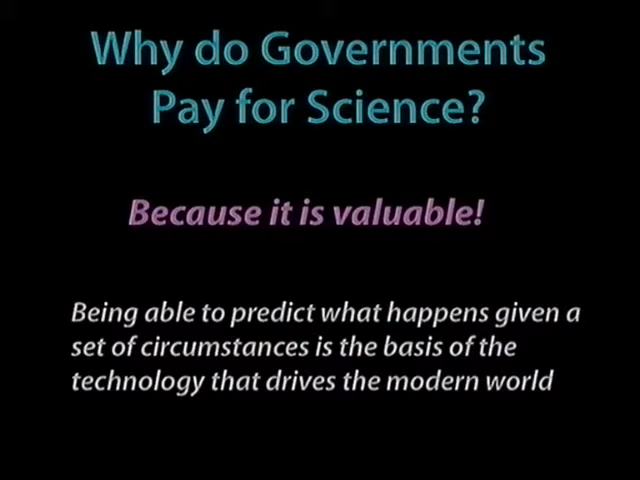 Why do Governments
Pay for Science?
Because it is valuable!
Being able to predict what happens given a
set of circumstances is the basis of the
technology that drives the modern world